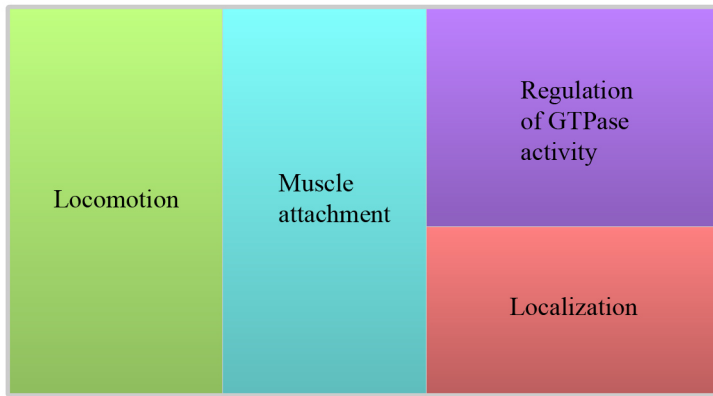 Locomotion
Muscle
attachment
Regulation
of GTPase
activity
Localization